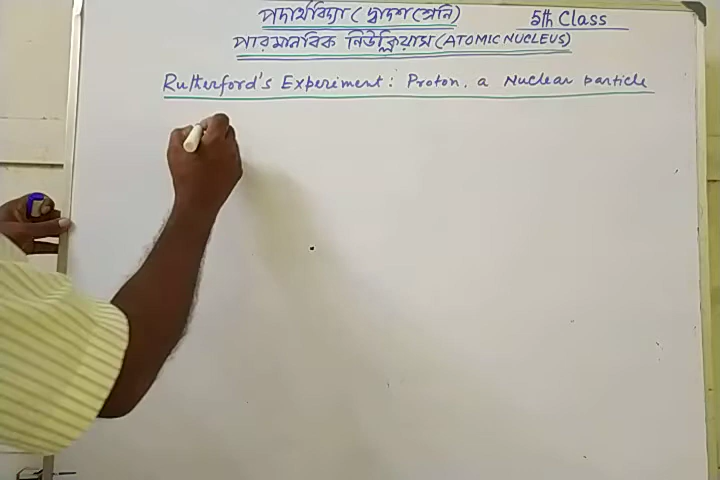 পদার্থবিদ্যা (দ্বাদশ শ্রেনি) 5th Class
পারমানবিক নিউক্লিয়াস (ATOMIC NUCLEUS)
Rutherford's Experiment: Proton, a Nuclear particle